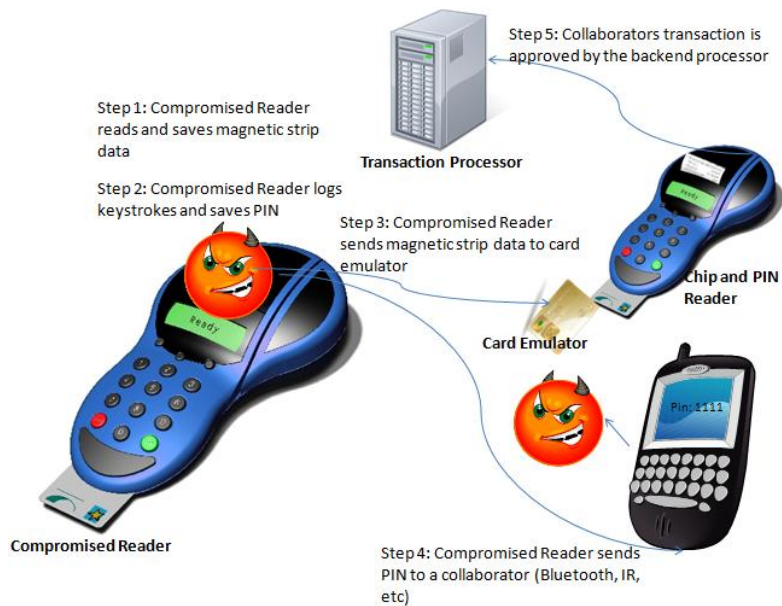 Step 5: Collaborators transaction is
approved by the backend processor
Step 1: Compromised Reader
reads and saves magnetic strip
data
Transaction Processor
Step 2: Compromised Reader logs
keystrokes and saves PIN
Step 3: Compromised Reader
sends magnetic strip data to card
emulator
Ready
Chip and PIN
Reader
Ready
Card Emulator
Pin: 1111
Compromised Reader
Step 4: Compromised Reader sends
PIN to a collaborator (Bluetooth, IR,
etc)